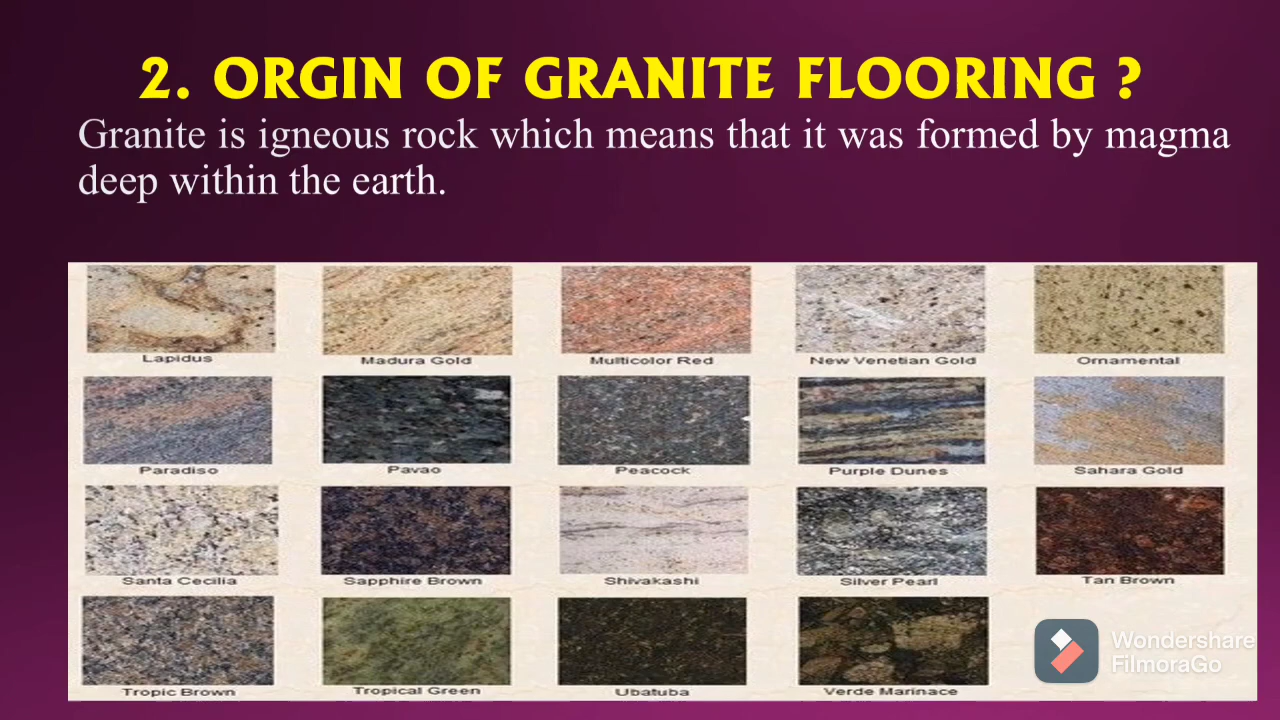 2. ORGIN OF GRANITE FLOORING ?
Granite is igneous rock which means that it was formed by magma
deep within the earth.
Lapidus Madura Gold Multicolor Red New Venetian Gold Ornamental
Paradiso Pavao Peacock Purple Dunes Sahara Gold
Santa Cecilia Sapphire Brown Shivakashi Silver Pearl Tan Brown
Tropic Brown Tropical Green Ubatuba Verde Marinace
Wondershare
FilmoraGo